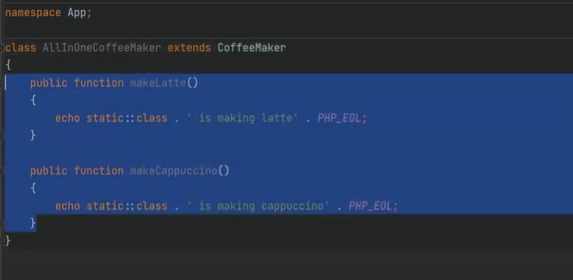 namespace App;
class AllInOneCoffeeMaker extends CoffeeMaker
{
public function makeLatte()
{
echo static::class . ' is making latte' . PHP_EOL;
}
public function makeCappuccino()
{
echo static::class . ' is making cappuccino' . PHP_EOL;
}
}